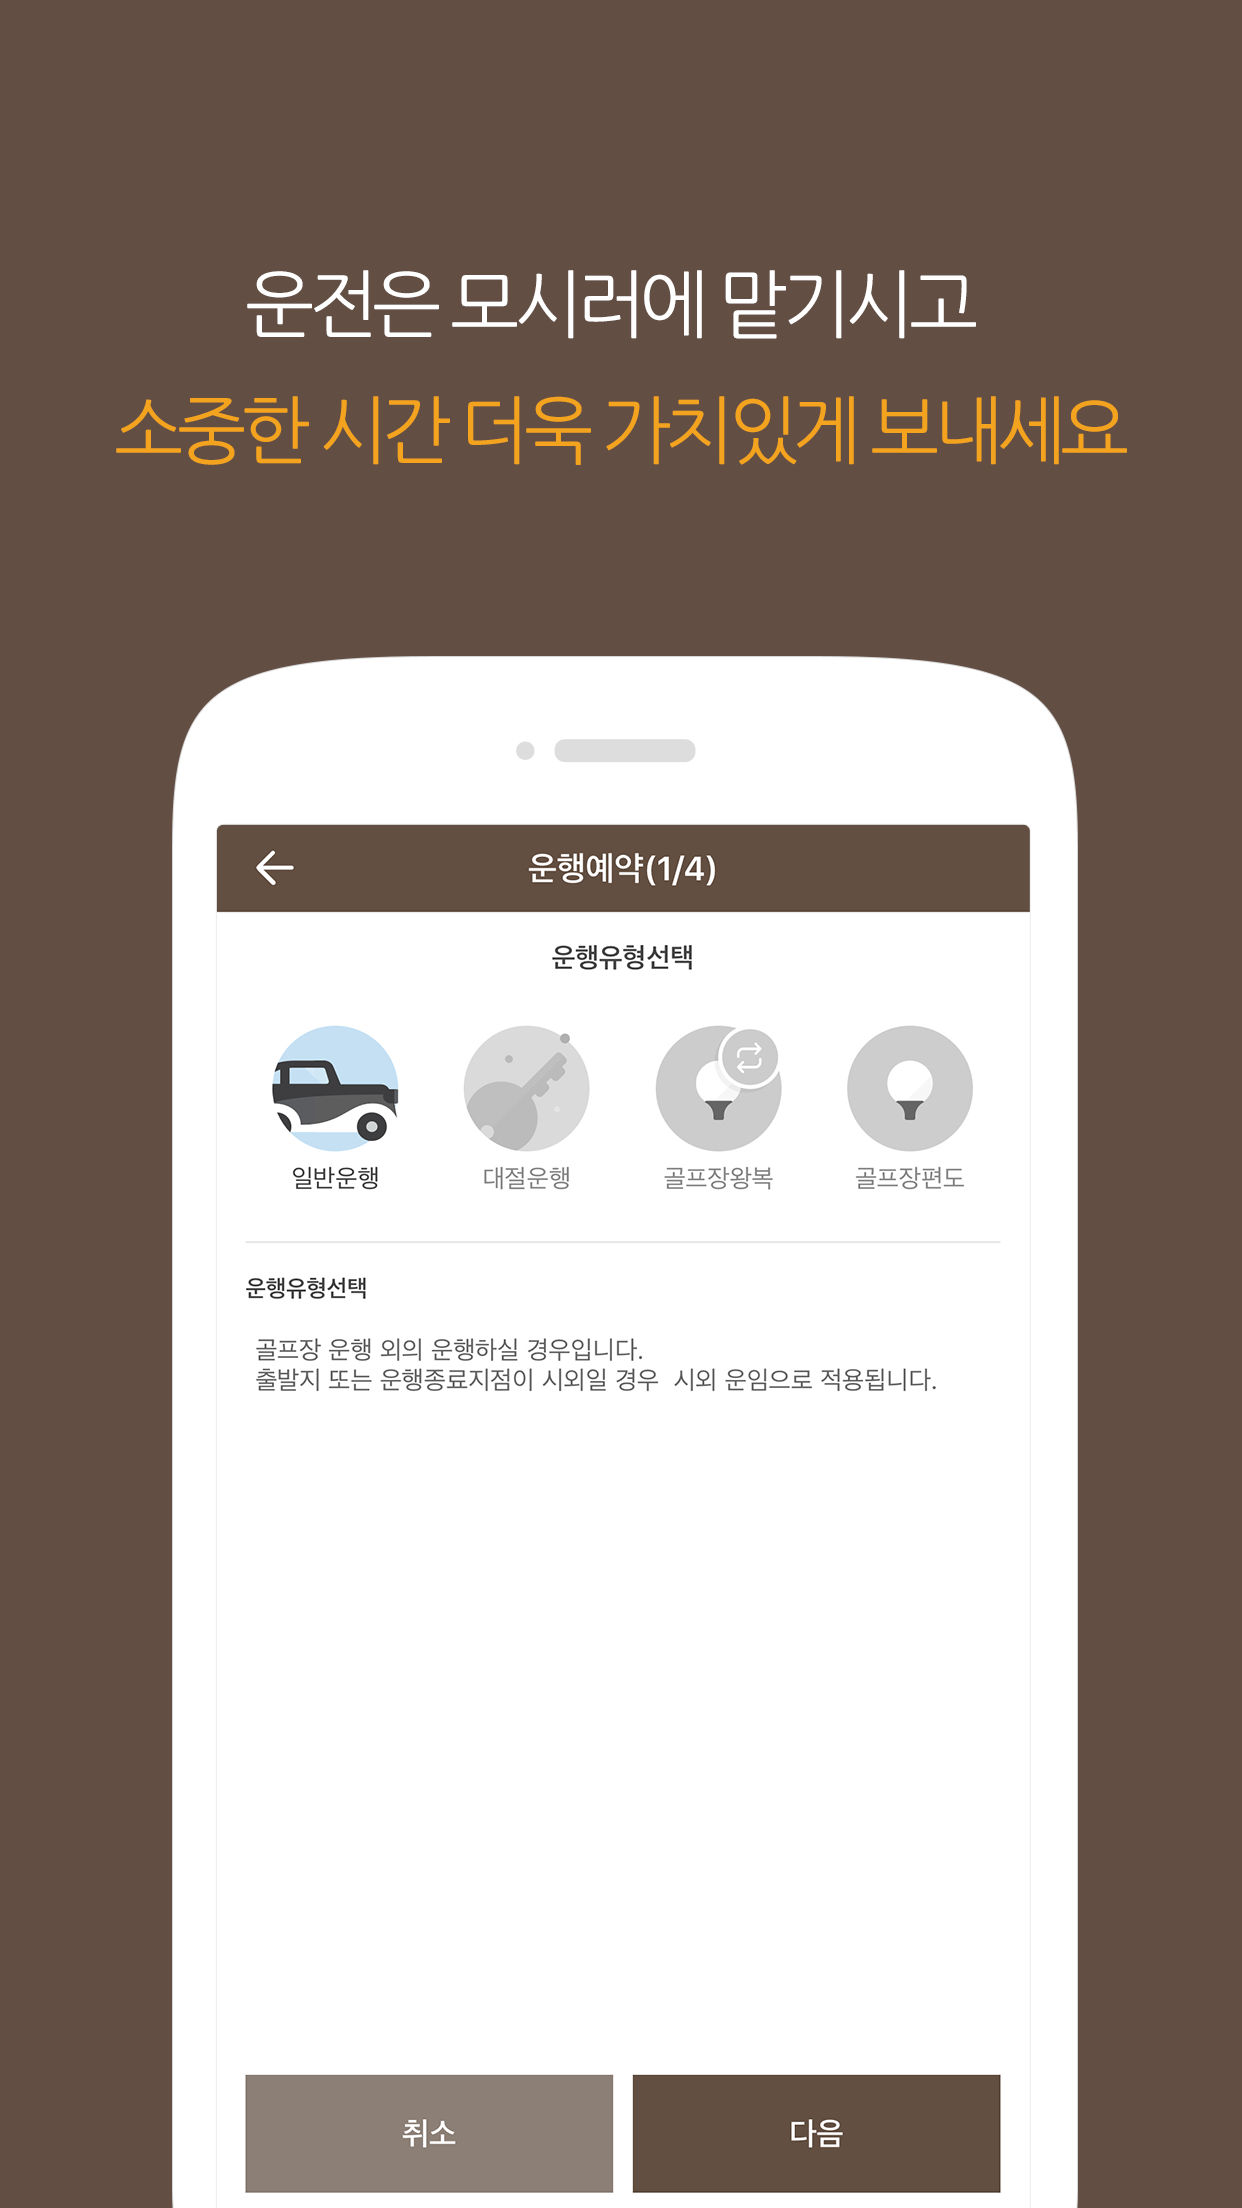 운전은 모시러에 맡기시고
소중한 시간 더욱 가치있게 보내세요
운행예약(1/4)
운행유형선택
일반운행
대절운행
골프장왕복
골프장편도
운행유형선택
골프장 운행 외의 운행하실 경우입니다.
출발지 또는 운행종료지점이 시외일 경우  시외 운임으로 적용됩니다.
취소
다음